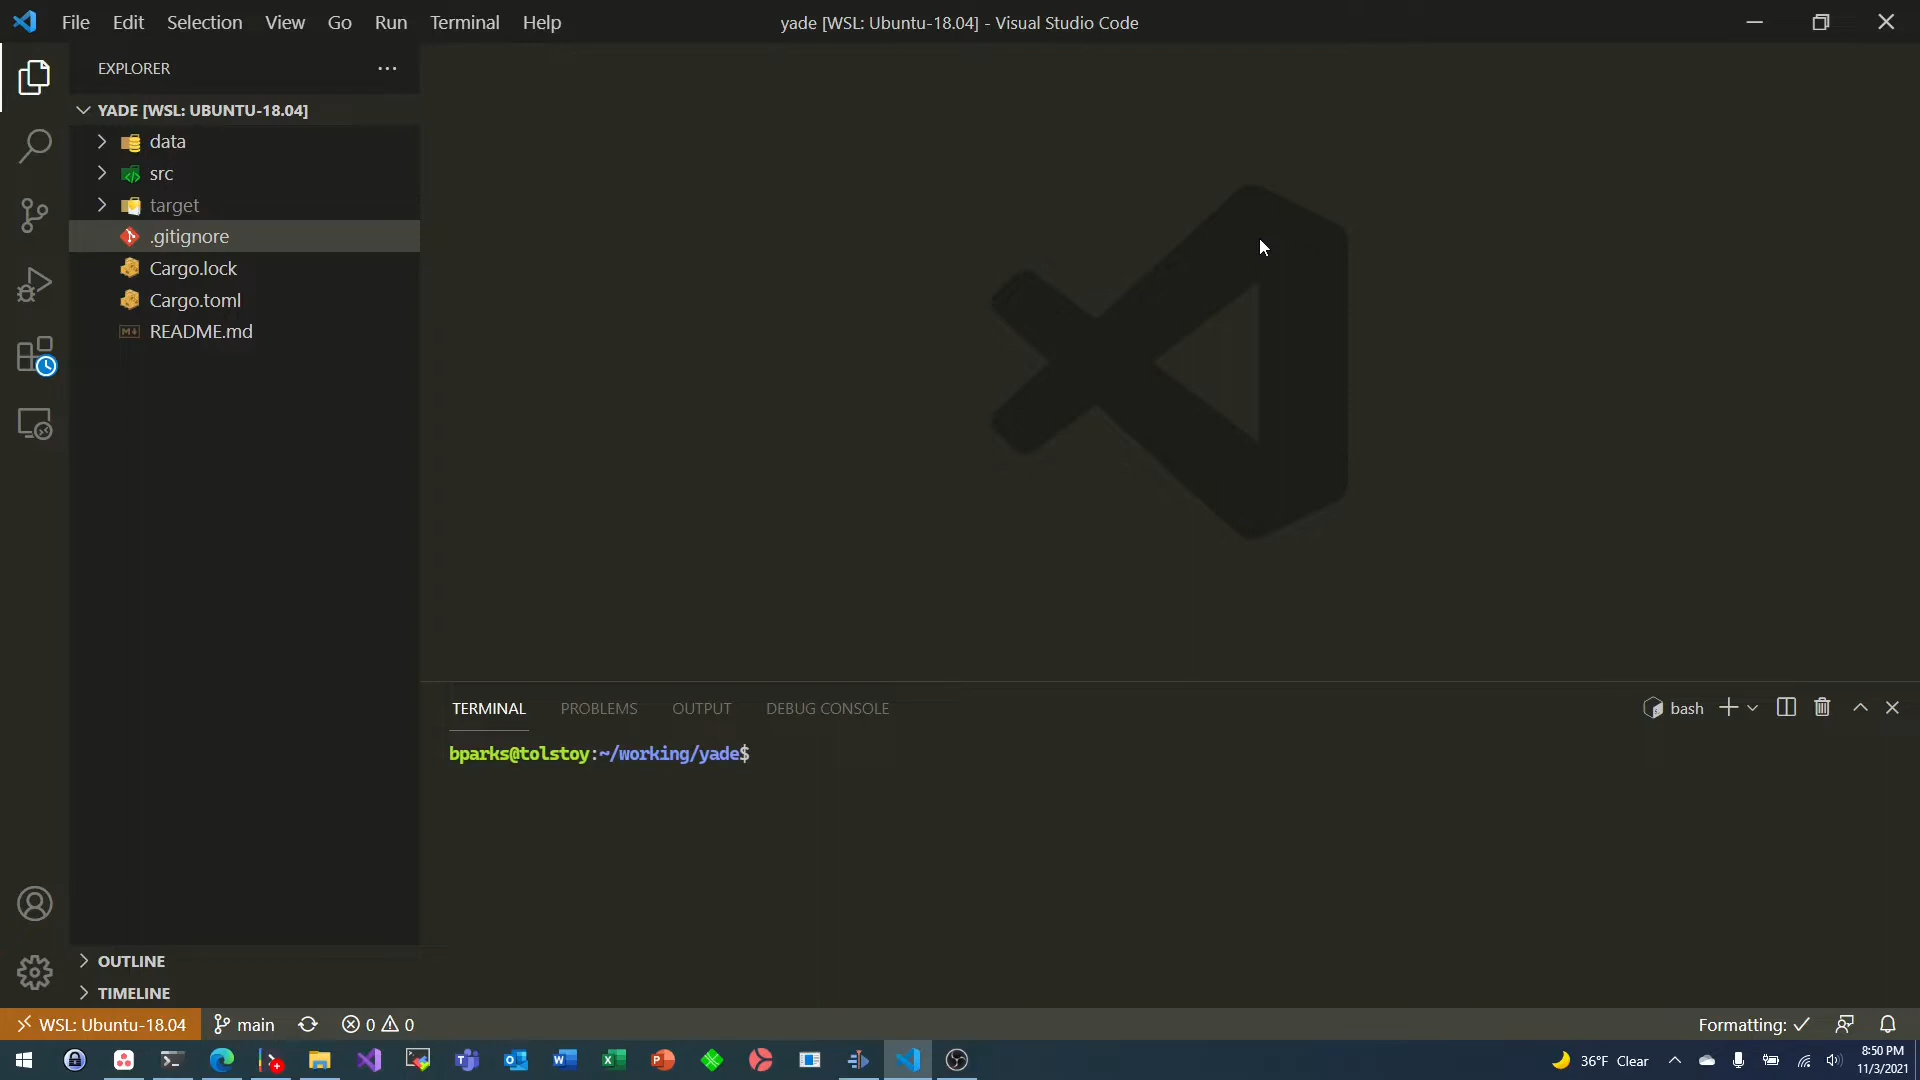 File Edit Selection View Go Run Terminal Help
yade [WSL: Ubuntu-18.04] - Visual Studio Code
EXPLORER
YADE [WSL: UBUNTU-18.04]
data
src
target
.gitignore
Cargo.lock
Cargo.toml
README.md
TERMINAL PROBLEMS OUTPUT DEBUG CONSOLE
bash
bparks@tolstoy:~/working/yade$
OUTLINE
TIMELINE
WSL: Ubuntu-18.04 main 0 0
Formatting:
36°F Clear
8:50 PM
11/3/2021